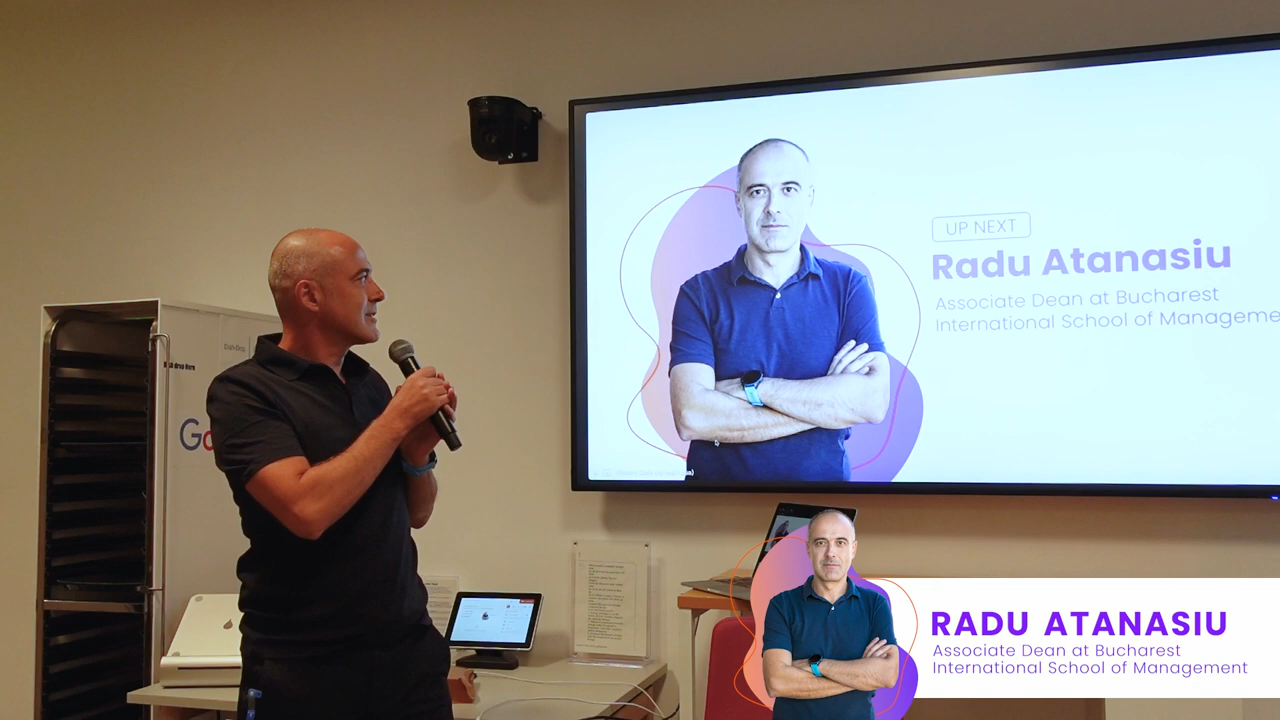 UP NEXT
Radu Atanasiu
Associate Dean at Bucharest
International School of Manageme
Go
RADU ATANASIU
Associate Dean at Bucharest
International School of Management